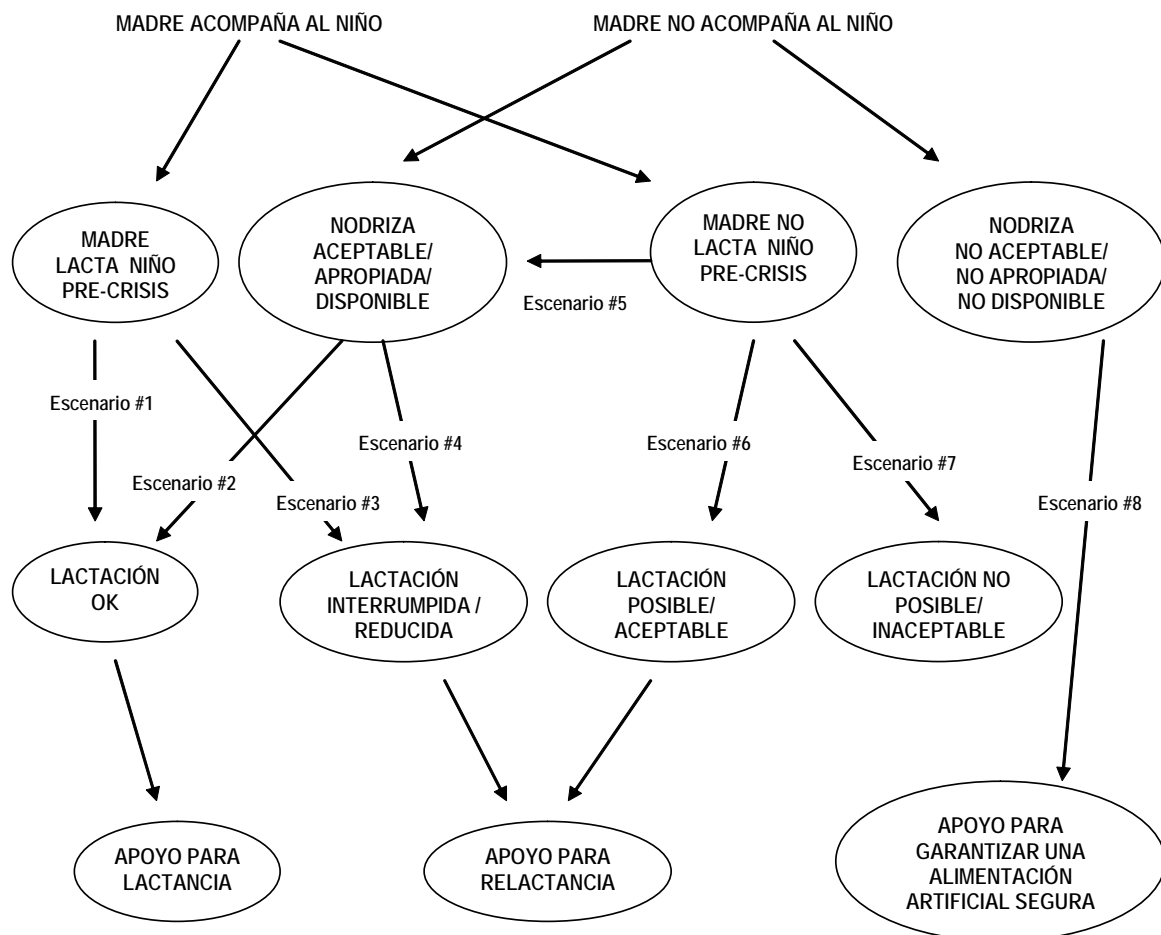 MADRE ACOMPAÑA AL NIÑO
MADRE NO ACOMPAÑA AL NIÑO
MADRE
LACTA NIÑO
PRE-CRISIS
NODRIZA
ACEPTABLE/
APROPIADA/
DISPONIBLE
MADRE NO
LACTA NIÑO
PRE-CRISIS
NODRIZA
NO ACEPTABLE/
NO APROPIADA/
NO DISPONIBLE
Escenario #5
Escenario #1
Escenario #4
Escenario #6
Escenario #7
Escenario #2
Escenario #3
Escenario #8
LACTACIÓN
OK
LACTACIÓN
INTERRUMPIDA /
REDUCIDA
LACTACIÓN
POSIBLE/
ACEPTABLE
LACTACIÓN NO
POSIBLE/
INACEPTABLE
APOYO PARA
LACTANCIA
APOYO PARA
RELACTANCIA
APOYO PARA
GARANTIZAR UNA
ALIMENTACIÓN
ARTIFICIAL SEGURA